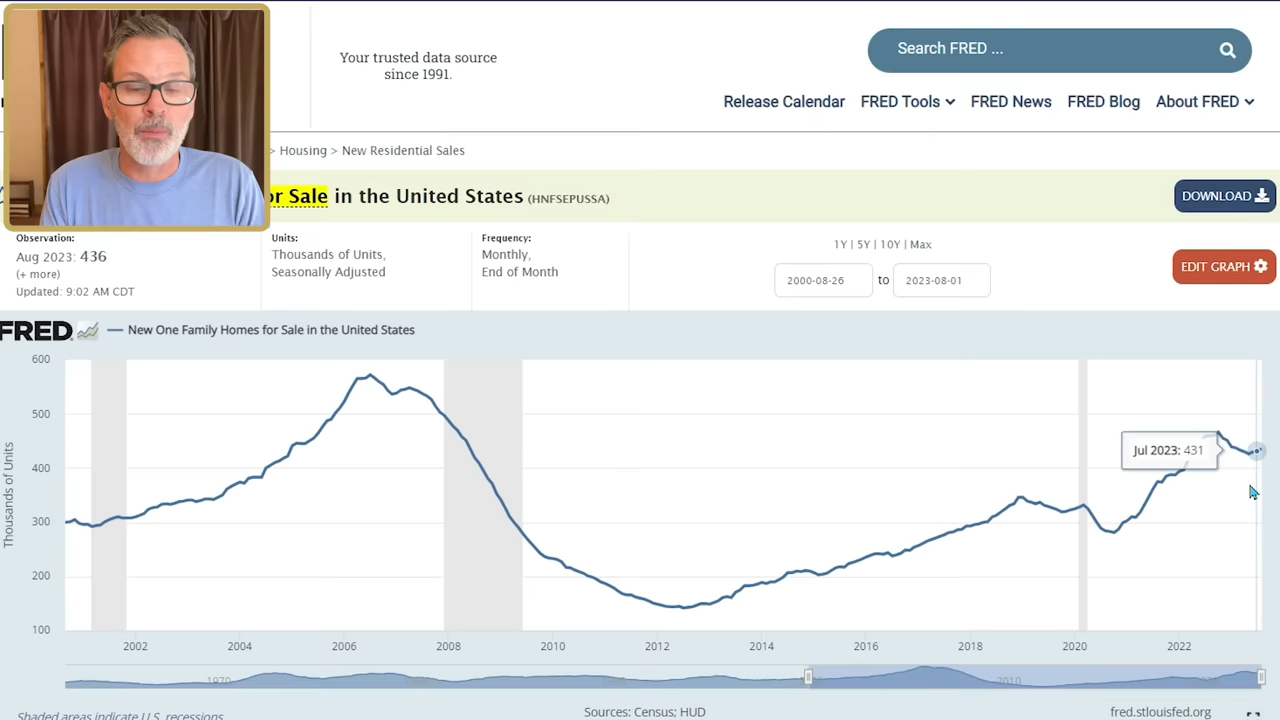 Your trusted data source
since 1991.
Search FRED ...
Release Calendar FRED Tools FRED News FRED Blog About FRED
> Housing > New Residential Sales
or Sale in the United States (HNFSEPUSSA)
DOWNLOAD
Observation:
Aug 2023: 436
(+ more)
Updated: 9:02 AM CDT
Units:
Thousands of Units,
Seasonally Adjusted
Frequency:
Monthly,
End of Month
1Y | 5Y | 10Y | Max
2000-08-26 to 2023-08-01
EDIT GRAPH
FRED New One Family Homes for Sale in the United States
Thousands of Units
600
500
400
300
200
100
Jul 2023: 431
2002 2004 2006 2008 2010 2012 2014 2016 2018 2020 2022
1970 2010
Shaded areas indicate U.S. recessions
Sources: Census; HUD
fred.stlouisfed.org